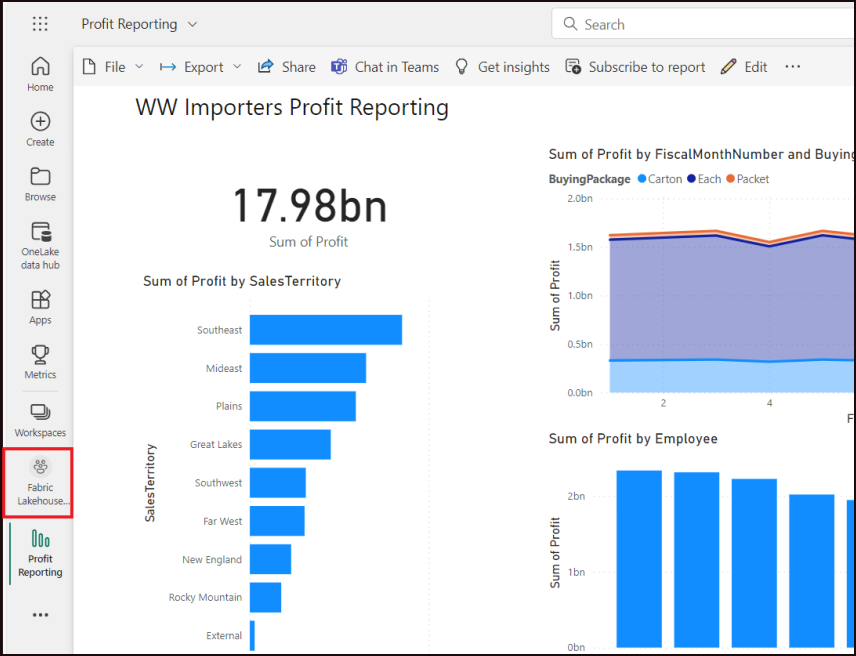 Profit Reporting
Search
Home
Create
Browse
OneLake
data hub
Apps
Metrics
Workspaces
Fabric
Lakehouse...
Profit
Reporting
File
Export
Share
Chat in Teams
Get insights
Subscribe to report
Edit
WW Importers Profit Reporting
17.98bn
Sum of Profit
Sum of Profit by SalesTerritory
SalesTerritory
Southeast
Mideast
Plains
Great Lakes
Southwest
Far West
New England
Rocky Mountain
External
Sum of Profit by FiscalMonthNumber and Buying
BuyingPackage Carton Each Packet
Sum of Profit
2.0bn
1.5bn
1.0bn
0.5bn
0.0bn
2 4
F
Sum of Profit by Employee
Sum of Profit
2bn
1bn
0bn